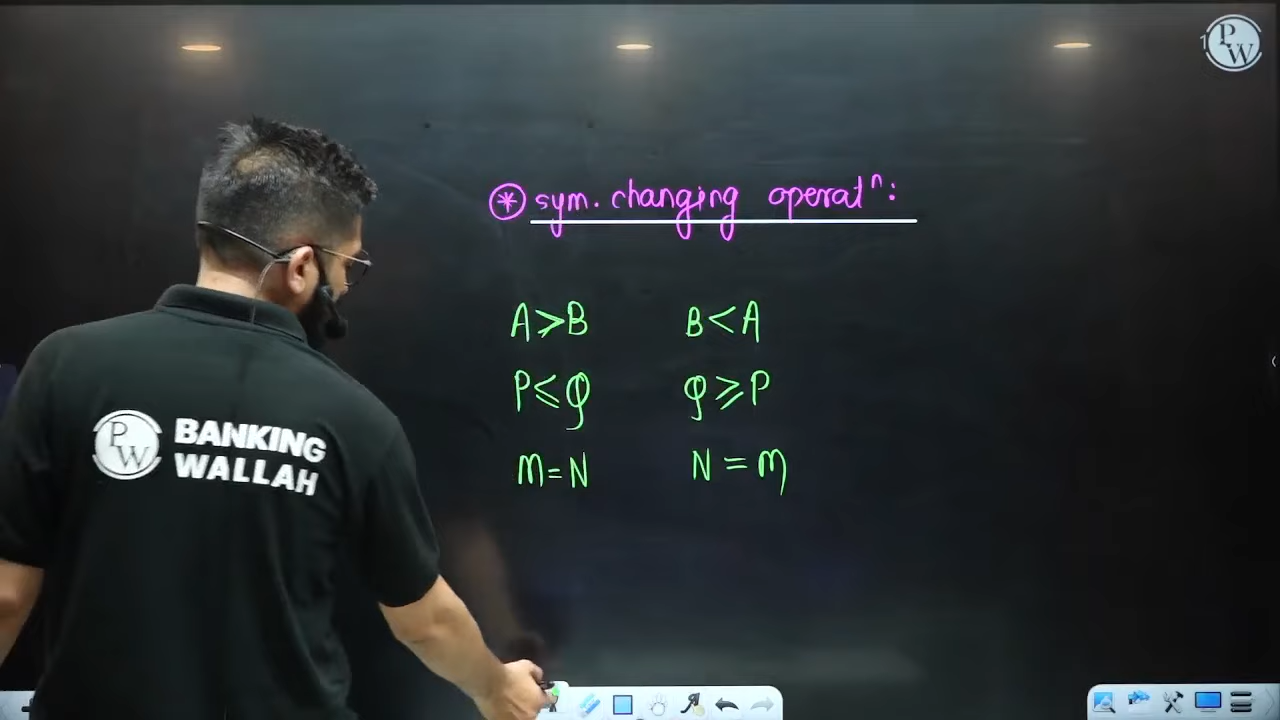 PW
⊛ sym. changing operatⁿ:
A > B B < A
P ≤ Q Q ≥ P
M = N N = M
PW BANKING
WALLAH